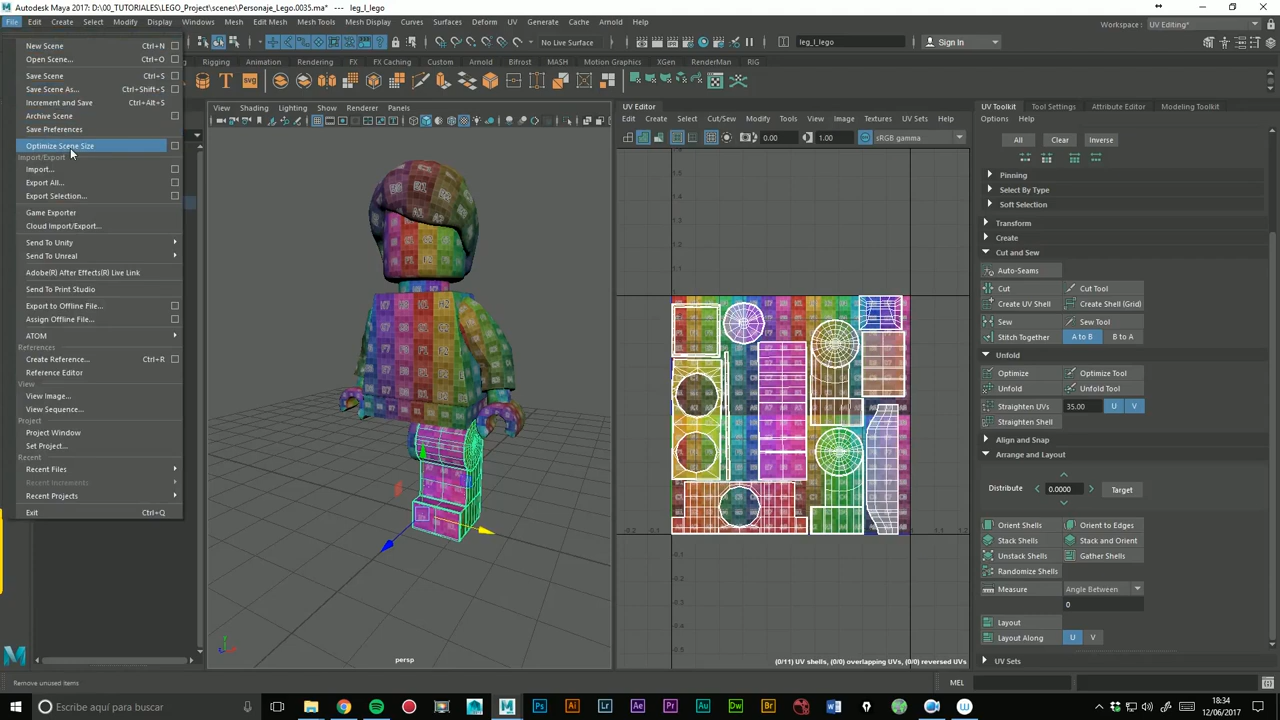 Autodesk Maya 2017: D:\00_TUTORIALES\LEGO_Project\scenes\Personaje_Lego.0035.ma* --- leg_l_lego
File Edit Create Select Modify Display Windows Mesh Edit Mesh Mesh Tools Mesh Display Curves Surfaces Deform UV Generate Cache Arnold Help
Workspace : UV Editing*
No Live Surface
leg_l_lego
Sign In
Rigging Animation Rendering FX FX Caching Custom Arnold Bifrost MASH Motion Graphics XGen RenderMan RIG
New Scene Ctrl+N
Open Scene... Ctrl+O
Save Scene Ctrl+S
Save Scene As... Ctrl+Shift+S
Increment and Save Ctrl+Alt+S
Archive Scene
Save Preferences
Optimize Scene Size
Import/Export
Import...
Export All...
Export Selection...
Game Exporter
Cloud Import/Export...
Send To Unity
Send To Unreal
Adobe(R) After Effects(R) Live Link
Send To Print Studio
Export to Offline File...
Assign Offline File...
ATOM
References
Create Reference... Ctrl+R
Reference Editor
View
View Image...
View Sequence...
Project
Project Window
Set Project...
Recent
Recent Files
Recent Increments
Recent Projects
Exit Ctrl+Q
View Shading Lighting Show Renderer Panels
persp
UV Editor
Edit Create Select Cut/Sew Modify Tools View Image Textures UV Sets Help
0.00 1.00 sRGB gamma
(0/11) UV shells, (0/0) overlapping UVs, (0/0) reversed UVs
UV Toolkit Tool Settings Attribute Editor Modeling Toolkit
Options Help
All Clear Inverse
Pinning
Select By Type
Soft Selection
Transform
Create
Cut and Sew
Auto-Seams
Cut Cut Tool
Create UV Shell Create Shell (Grid)
Sew Sew Tool
Stitch Together A to B B to A
Unfold
Optimize Optimize Tool
Unfold Unfold Tool
Straighten UVs 35.00 U V
Straighten Shell
Align and Snap
Arrange and Layout
Distribute 0.0000 Target
Orient Shells Orient to Edges
Stack Shells Stack and Orient
Unstack Shells Gather Shells
Randomize Shells
Measure Angle Between
0
Layout
Layout Along U V
UV Sets
Remove unused items
MEL
Escribe aquí para buscar
18:34
12/06/2017